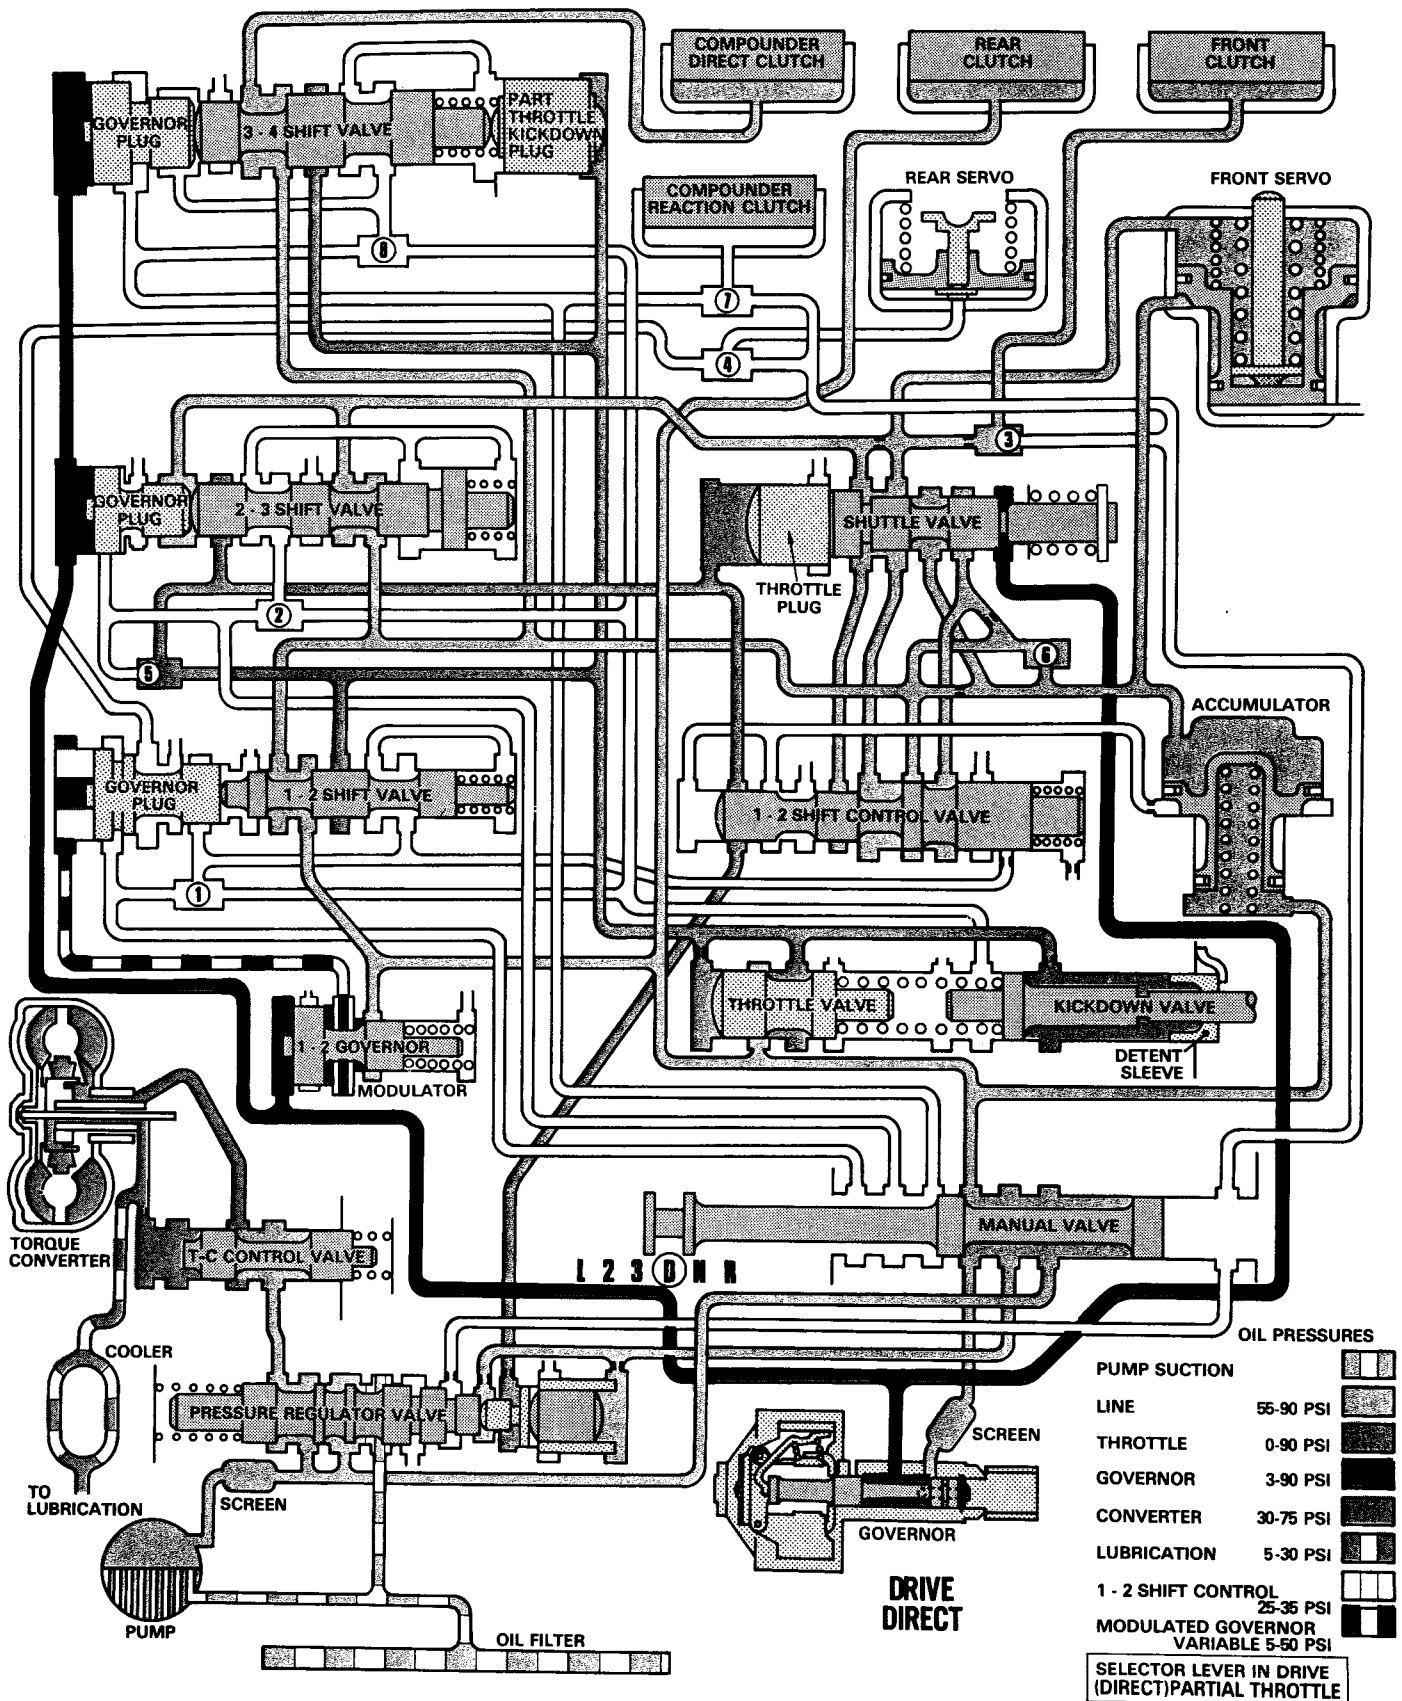 COMPOUNDER
DIRECT CLUTCH
REAR
CLUTCH
FRONT
CLUTCH
GOVERNOR
PLUG
3 - 4 SHIFT VALVE
PART
THROTTLE
KICKDOWN
PLUG
COMPOUNDER
REACTION CLUTCH
REAR SERVO
FRONT SERVO
8
7
4
3
GOVERNOR
PLUG
2 - 3 SHIFT VALVE
SHUTTLE VALVE
THROTTLE
PLUG
2
5
6
ACCUMULATOR
GOVERNOR
PLUG
1 - 2 SHIFT VALVE
1 - 2 SHIFT CONTROL VALVE
1
THROTTLE VALVE
KICKDOWN VALVE
DETENT
SLEEVE
1 - 2 GOVERNOR
MODULATOR
TORQUE
CONVERTER
T-C CONTROL VALVE
MANUAL VALVE
L 2 3 D N R
COOLER
PRESSURE REGULATOR VALVE
SCREEN
TO
LUBRICATION
SCREEN
GOVERNOR
PUMP
OIL FILTER
DRIVE
DIRECT
OIL PRESSURES
PUMP SUCTION
LINE 55-90 PSI
THROTTLE 0-90 PSI
GOVERNOR 3-90 PSI
CONVERTER 30-75 PSI
LUBRICATION 5-30 PSI
1 - 2 SHIFT CONTROL
25-35 PSI
MODULATED GOVERNOR
VARIABLE 5-50 PSI
SELECTOR LEVER IN DRIVE
(DIRECT)PARTIAL THROTTLE